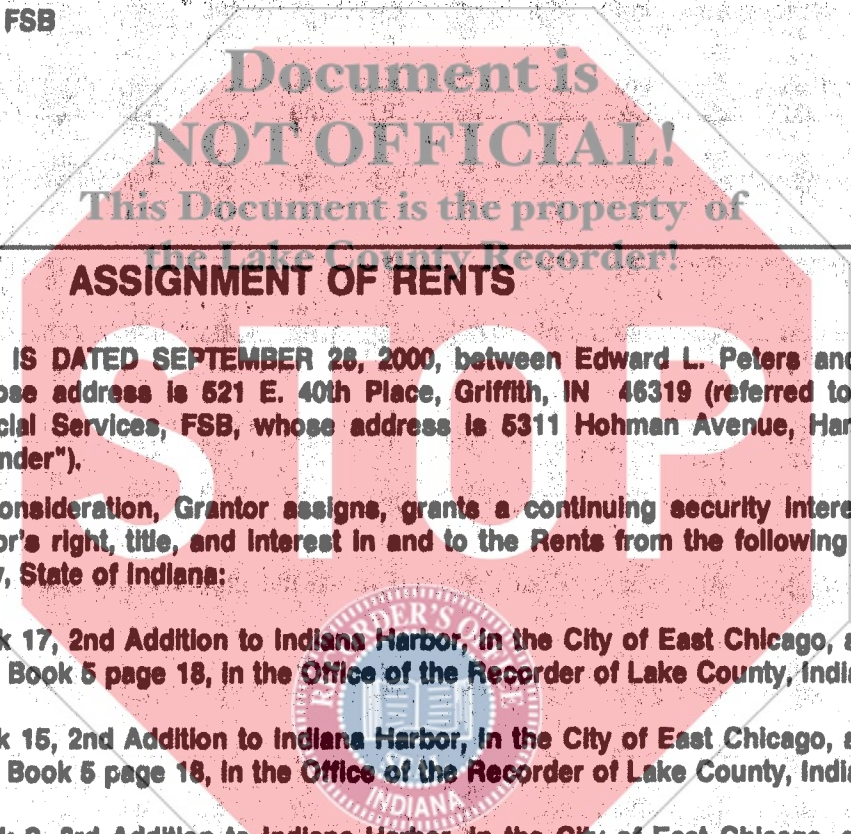 FSB
Document is
NOT OFFICIAL!
This Document is the property of
the Lake County Recorder!
ASSIGNMENT OF RENTS
IS DATED SEPTEMBER 28, 2000, between Edward L. Peters and
ose address is 521 E. 40th Place, Griffith, IN 46319 (referred to
cial Services, FSB, whose address is 5311 Hohman Avenue, Ham
nder").
onsideration, Grantor assigns, grants a continuing security intere
or's right, title, and interest in and to the Rents from the following
, State of Indiana:
STOP
k 17, 2nd Addition to Indiana Harbor, in the City of East Chicago, a
Book 5 page 18, in the Office of the Recorder of Lake County, India
k 15, 2nd Addition to Indiana Harbor, in the City of East Chicago, a
Book 5 page 18, in the Office of the Recorder of Lake County, India
RECORDER'S OFFICE
SEAL
INDIANA